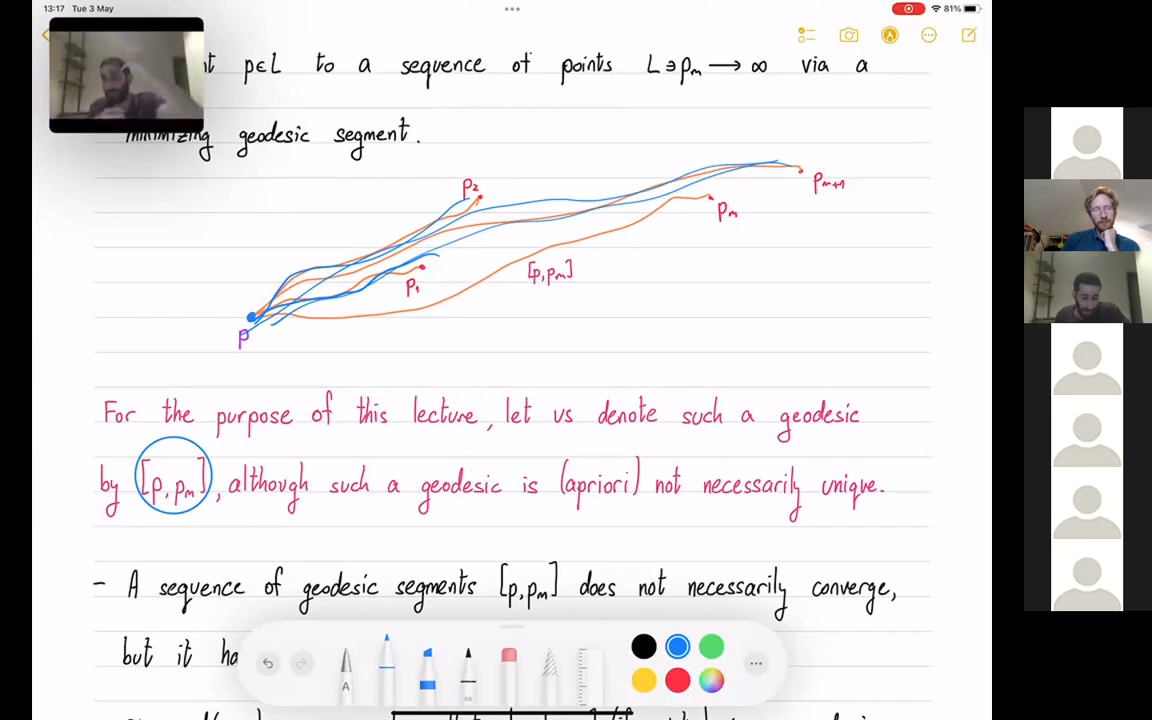 13:17 Tue 3 May
81%
p∈L to a sequence of points L∋pₘ → ∞ via a
minimizing geodesic segment.
p₂
pₘ₊₁
pₘ
p₁
[p,pₘ]
p
For the purpose of this lecture, let us denote such a geodesic
by [p,pₘ], although such a geodesic is (apriori) not necessarily unique.
- A sequence of geodesic segments [p,pₘ] does not necessarily converge,
but it
A
50